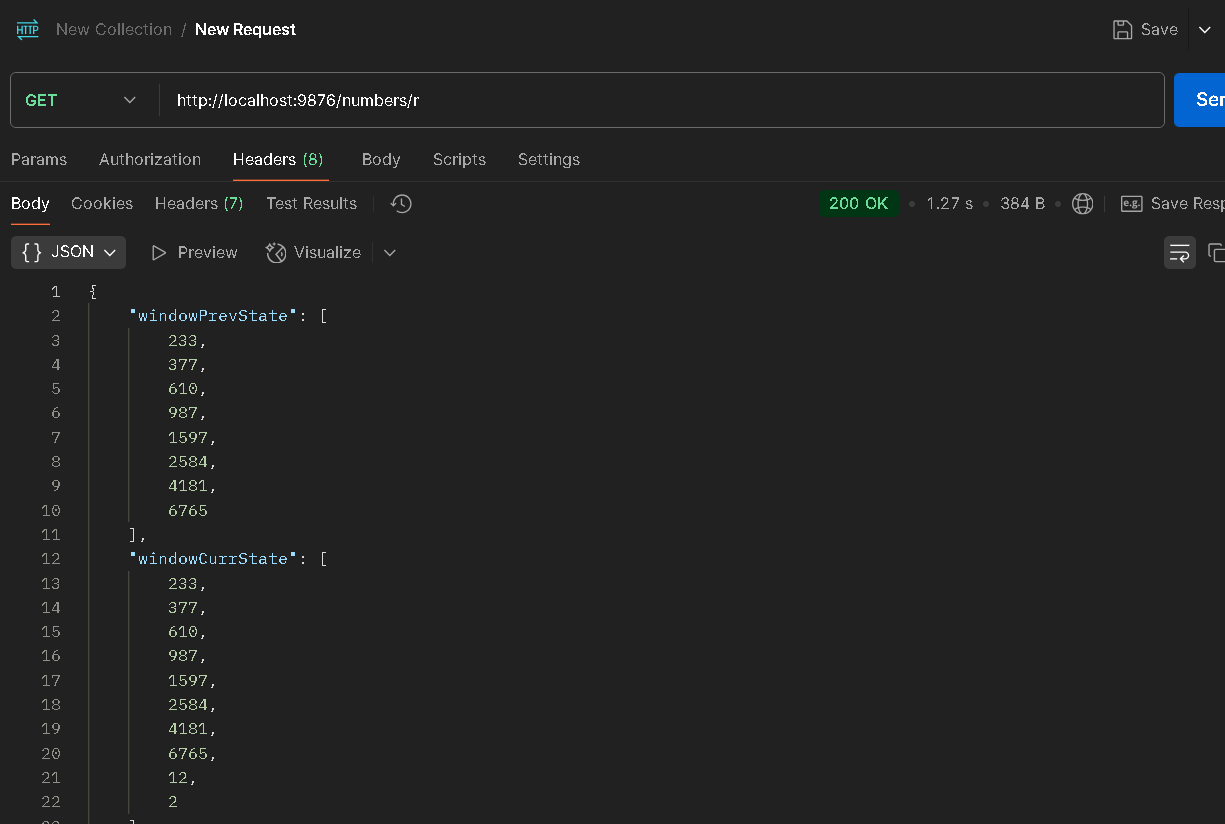 HTTP New Collection / New Request Save
GET http://localhost:9876/numbers/r Ser
Params Authorization Headers (8) Body Scripts Settings
Body Cookies Headers (7) Test Results 200 OK • 1.27 s • 384 B • e.g. Save Resp
{} JSON Preview Visualize
1 {
2 "windowPrevState": [
3 233,
4 377,
5 610,
6 987,
7 1597,
8 2584,
9 4181,
10 6765
11 ],
12 "windowCurrState": [
13 233,
14 377,
15 610,
16 987,
17 1597,
18 2584,
19 4181,
20 6765,
21 12,
22 2